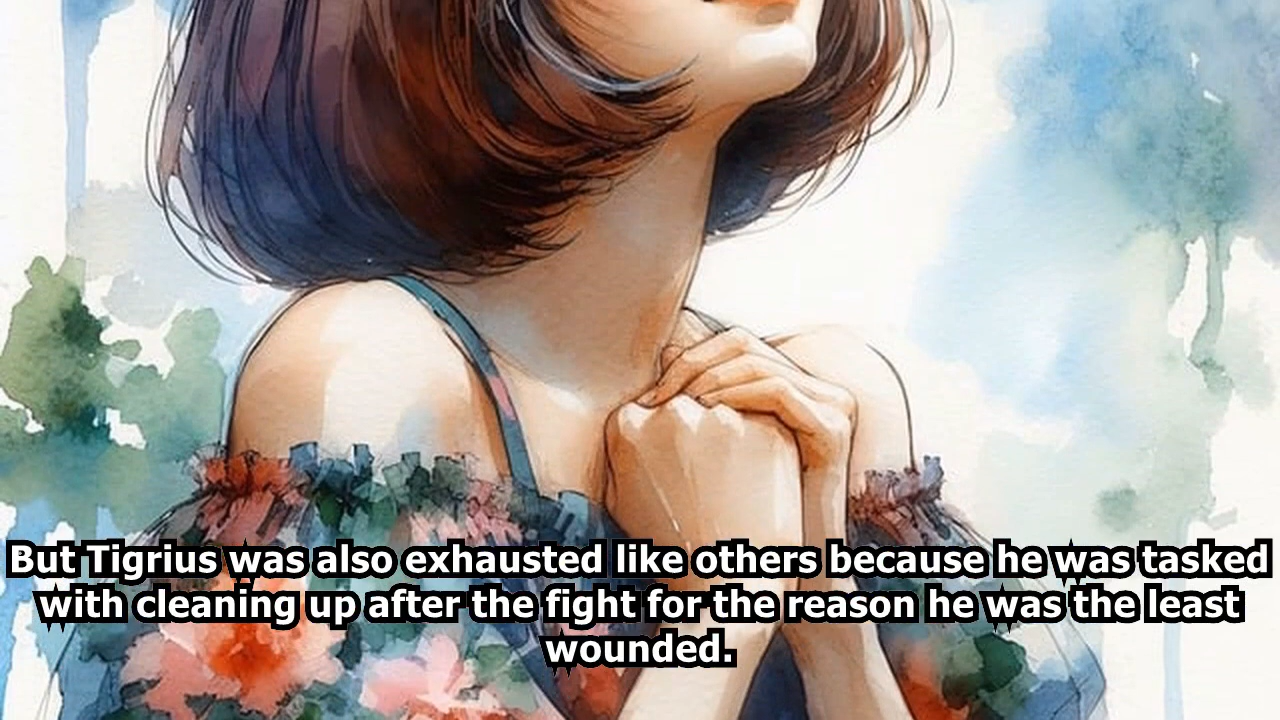 But Tigrius was also exhausted like others because he was tasked
with cleaning up after the fight for the reason he was the least
wounded.